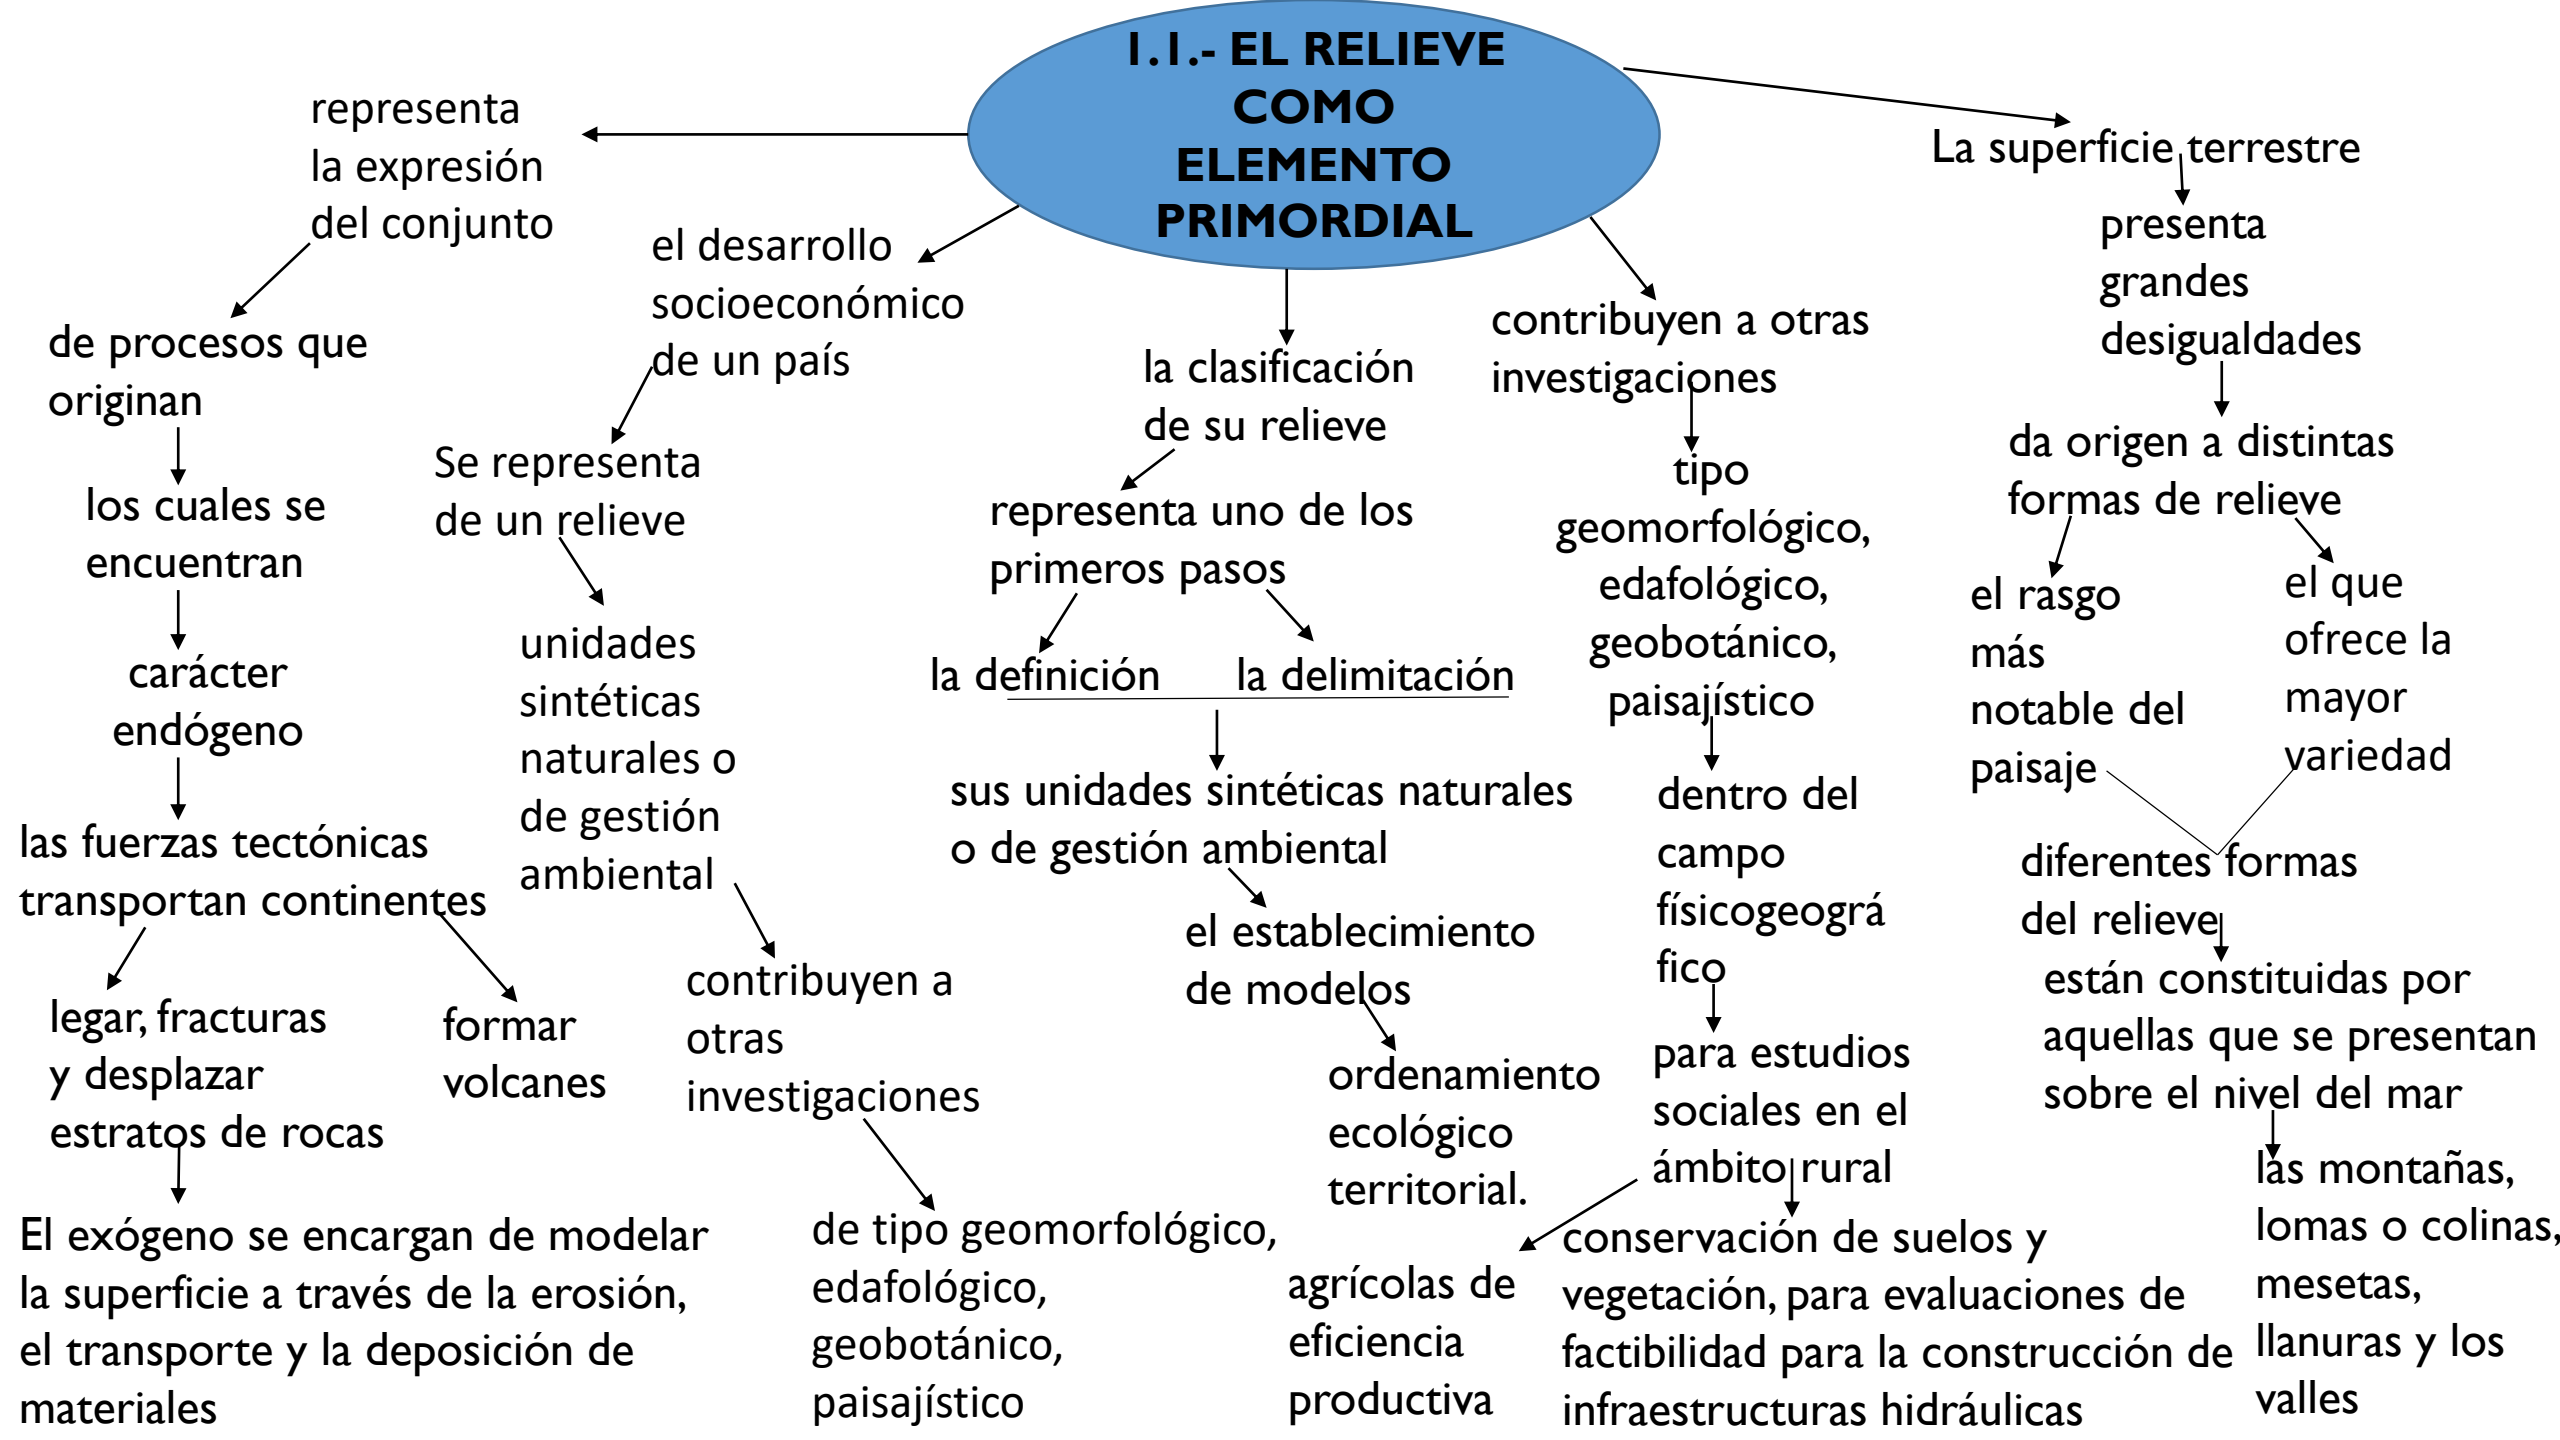 1.1.- EL RELIEVE
COMO
ELEMENTO
PRIMORDIAL
representa
la expresión
del conjunto
de procesos que
originan
los cuales se
encuentran
carácter
endógeno
las fuerzas tectónicas
transportan continentes
legar, fracturas
y desplazar
estratos de rocas
formar
volcanes
El exógeno se encargan de modelar
la superficie a través de la erosión,
el transporte y la deposición de
materiales
el desarrollo
socioeconómico
de un país
Se representa
de un relieve
unidades
sintéticas
naturales o
de gestión
ambiental
contribuyen a
otras
investigaciones
de tipo geomorfológico,
edafológico,
geobotánico,
paisajístico
la clasificación
de su relieve
representa uno de los
primeros pasos
la definición
la delimitación
sus unidades sintéticas naturales
o de gestión ambiental
el establecimiento
de modelos
ordenamiento
ecológico
territorial.
contribuyen a otras
investigaciones
tipo
geomorfológico,
edafológico,
geobotánico,
paisajístico
dentro del
campo
físicogeográ
fico
para estudios
sociales en el
ámbito rural
agrícolas de
eficiencia
productiva
conservación de suelos y
vegetación, para evaluaciones de
factibilidad para la construcción de
infraestructuras hidráulicas
La superficie terrestre
presenta
grandes
desigualdades
da origen a distintas
formas de relieve
el rasgo
más
notable del
paisaje
el que
ofrece la
mayor
variedad
diferentes formas
del relieve
están constituidas por
aquellas que se presentan
sobre el nivel del mar
las montañas,
lomas o colinas,
mesetas,
llanuras y los
valles